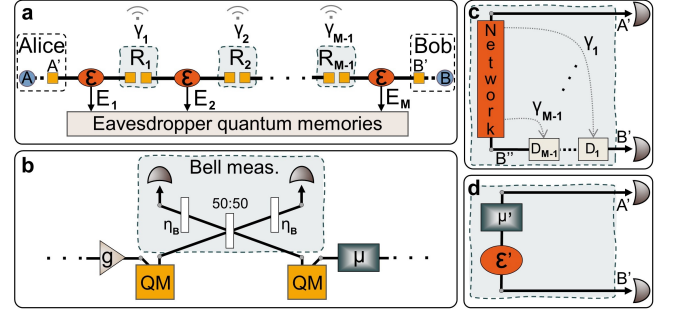 a
γ1 γ2 γM-1
Alice R1 R2 RM-1 Bob
A A' ε ε ε B' B
E1 E2 EM
Eavesdropper quantum memories
b
Bell meas.
50:50
ηB ηB
g μ
QM QM
c
A'
Network
γ1
γM-1
B'
B'' DM-1 D1
d
A'
μ'
ε'
B'